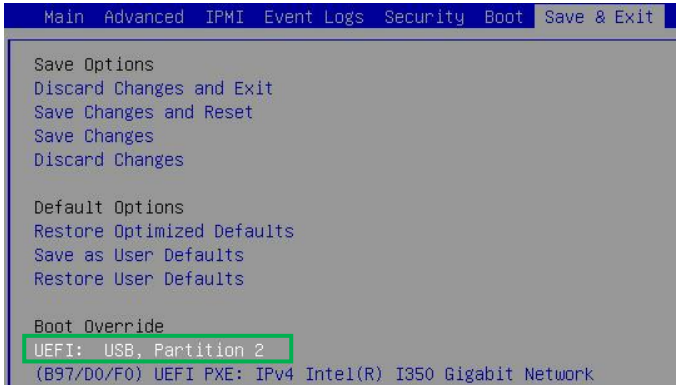 Main Advanced IPMI Event Logs Security Boot Save & Exit
Save Options
Discard Changes and Exit
Save Changes and Reset
Save Changes
Discard Changes
Default Options
Restore Optimized Defaults
Save as User Defaults
Restore User Defaults
Boot Override
UEFI: USB, Partition 2
(B97/D0/F0) UEFI PXE: IPv4 Intel(R) I350 Gigabit Network